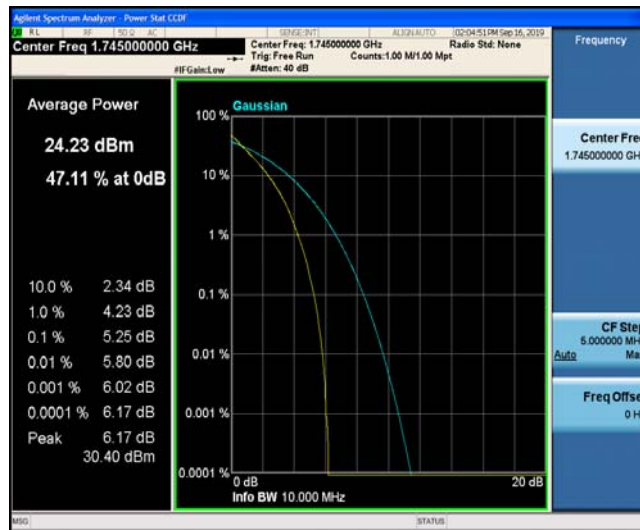 Agilent Spectrum Analyzer - Power Stat CCDF
RL RF 50 Ω AC SENSE:INT ALIGN AUTO 02:04:51 PM Sep 16, 2019
Center Freq 1.745000000 GHz
Center Freq: 1.745000000 GHz Radio Std: None
Trig: Free Run Counts:1.00 M/1.00 Mpt
#IFGain:Low #Atten: 40 dB
Frequency
Average Power
24.23 dBm
47.11 % at 0dB
10.0 % 2.34 dB
1.0 % 4.23 dB
0.1 % 5.25 dB
0.01 % 5.80 dB
0.001 % 6.02 dB
0.0001 % 6.17 dB
Peak 6.17 dB
30.40 dBm
Gaussian
100 %
10 %
1 %
0.1 %
0.01 %
0.001 %
0.0001 %
0 dB 20 dB
Info BW 10.000 MHz
Center Fre
1.745000000 GH
CF Step
5.000000 MH
Auto Ma
Freq Offse
0 H
MSG STATUS